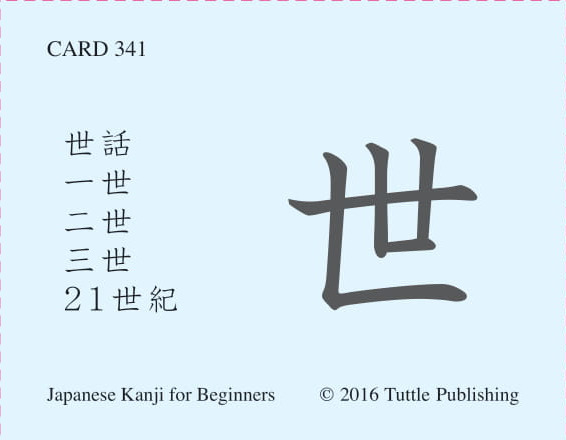 CARD 341
世話
一世
二世
三世
21世紀
世
Japanese Kanji for Beginners © 2016 Tuttle Publishing